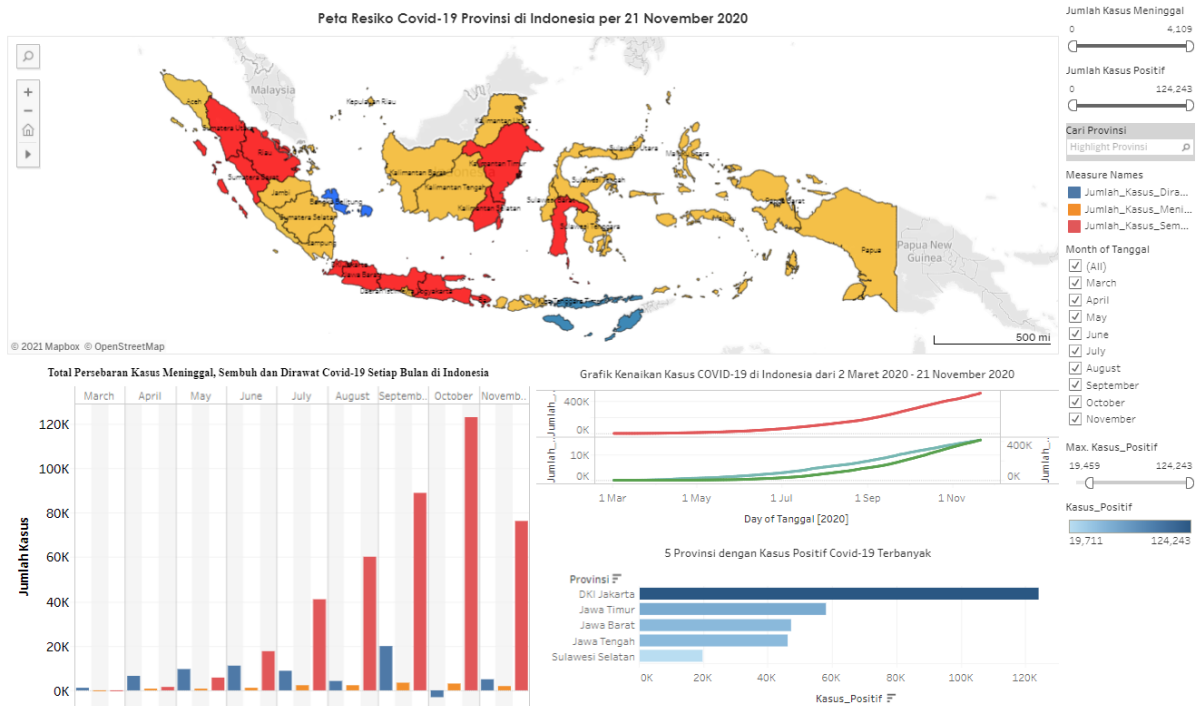 Peta Resiko Covid-19 Provinsi di Indonesia per 21 November 2020
Malaysia
Aceh
Kepulauan Riau
Sumatera Utara
Riau
Sumatera Barat
Jambi
Bangka Belitung
Sumatera Selatan
Lampung
Kalimantan Utara
Kalimantan Timur
Kalimantan Barat
Kalimantan Tengah
Kalimantan Selatan
Sulawesi Utara
Sulawesi Tengah
Sulawesi Barat
Sulawesi Tenggara
Maluku Utara
Maluku
Papua Barat
Papua
Papua New
Guinea
Jawa Barat
500 mi
© 2021 Mapbox © OpenStreetMap
Jumlah Kasus Meninggal
0 4,109
Jumlah Kasus Positif
0 124,243
Cari Provinsi
Highlight Provinsi
Measure Names
Jumlah_Kasus_Dira...
Jumlah_Kasus_Meni...
Jumlah_Kasus_Sem...
Month of Tanggal
(All)
March
April
May
June
July
August
September
October
November
Max. Kasus_Positif
19,459 124,243
Kasus_Positif
19,711 124,243
Total Persebaran Kasus Meninggal, Sembuh dan Dirawat Covid-19 Setiap Bulan di Indonesia
March April May June July August Septemb.. October Novemb..
120K
100K
80K
60K
40K
20K
0K
Jumlah Kasus
Grafik Kenaikan Kasus COVID-19 di Indonesia dari 2 Maret 2020 - 21 November 2020
Jumlah_..
400K
0K
Jumlah_..
10K
0K
400K
0K
Jumlah_..
1 Mar 1 May 1 Jul 1 Sep 1 Nov
Day of Tanggal [2020]
5 Provinsi dengan Kasus Positif Covid-19 Terbanyak
Provinsi
DKI Jakarta
Jawa Timur
Jawa Barat
Jawa Tengah
Sulawesi Selatan
0K 20K 40K 60K 80K 100K 120K
Kasus_Positif